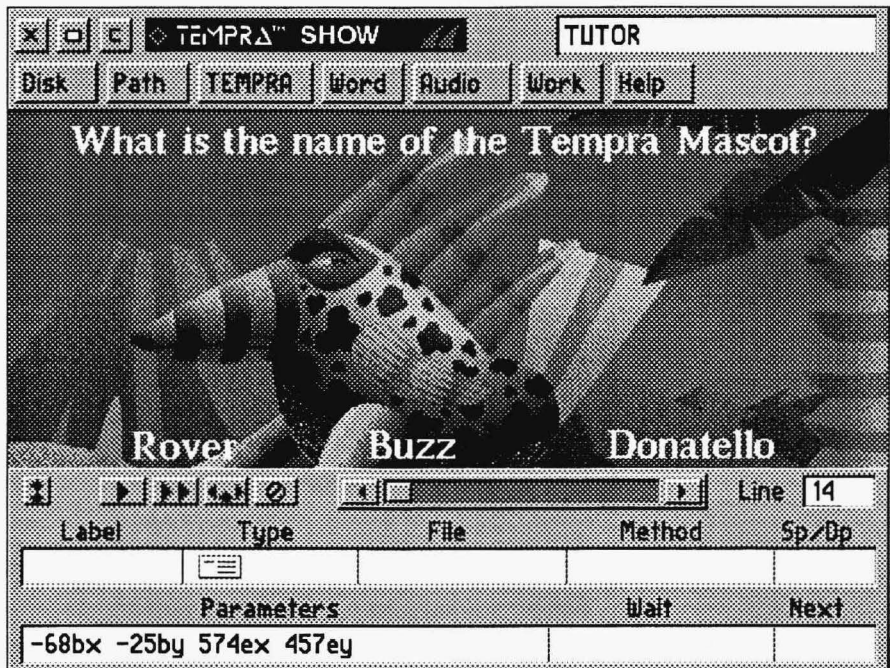 X C ◇ TEMPRA™ SHOW TUTOR
Disk Path TEMPRA Word Audio Work Help
What is the name of the Tempra Mascot?
Rover Buzz Donatello
Line 14
Label Type File Method Sp/Dp
Parameters Wait Next
-68bx -25by 574ex 457ey